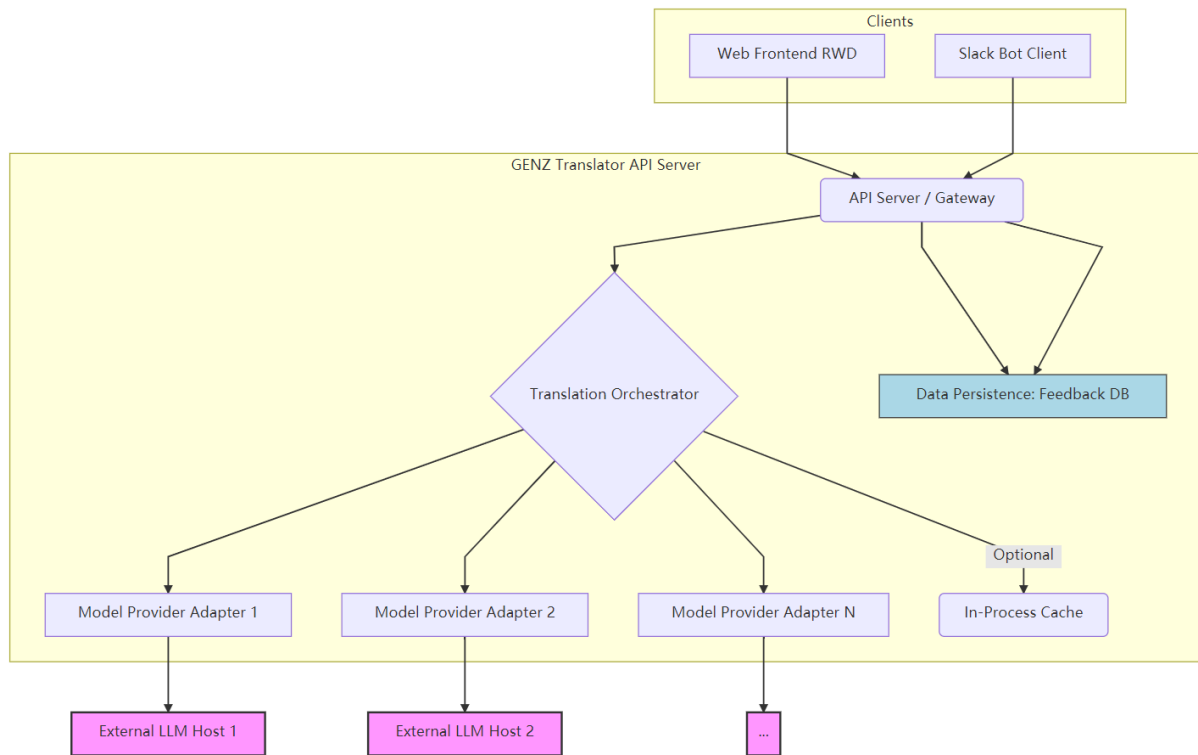 Clients
Web Frontend RWD
Slack Bot Client
GENZ Translator API Server
API Server / Gateway
Translation Orchestrator
Data Persistence: Feedback DB
Optional
Model Provider Adapter 1
Model Provider Adapter 2
Model Provider Adapter N
In-Process Cache
External LLM Host 1
External LLM Host 2
...